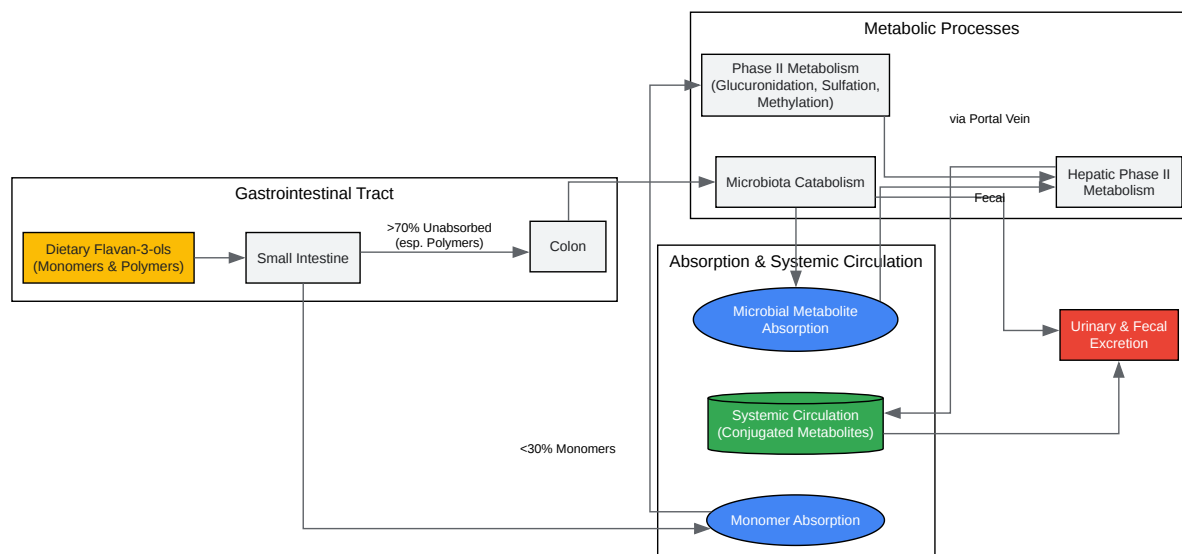 Metabolic Processes
Phase II Metabolism
(Glucuronidation, Sulfation,
Methylation)
via Portal Vein
Microbiota Catabolism
Hepatic Phase II
Metabolism
Fecal
Gastrointestinal Tract
Dietary Flavan-3-ols
(Monomers & Polymers)
Small Intestine
>70% Unabsorbed
(esp. Polymers)
Colon
Absorption & Systemic Circulation
Microbial Metabolite
Absorption
Urinary & Fecal
Excretion
Systemic Circulation
(Conjugated Metabolites)
<30% Monomers
Monomer Absorption